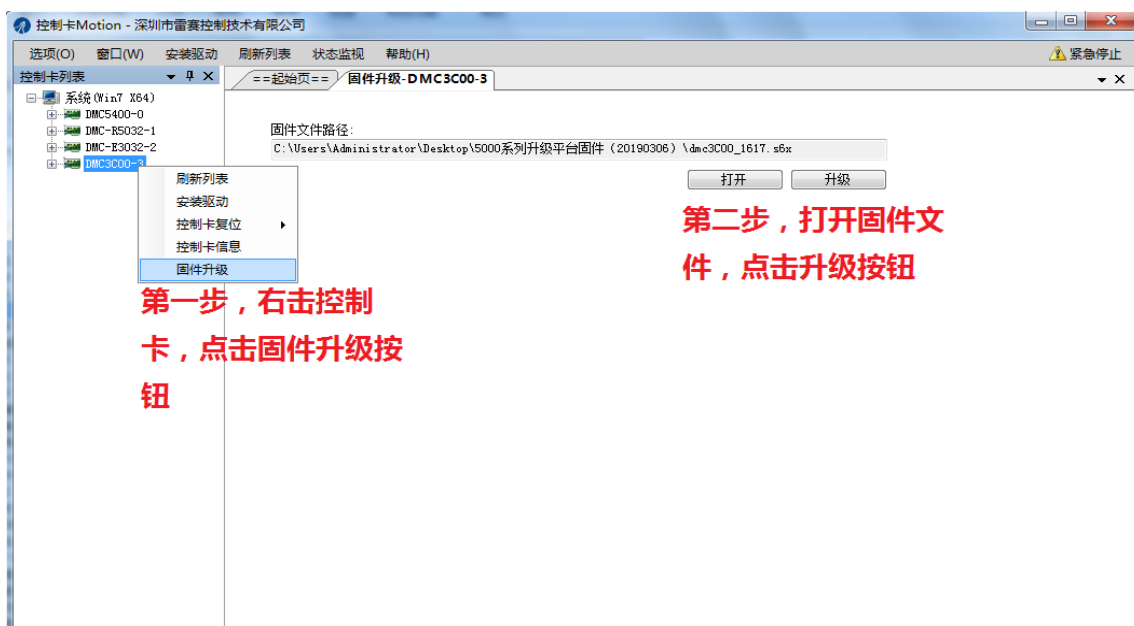 控制卡Motion - 深圳市雷赛控制技术有限公司
选项(O) 窗口(W) 安装驱动 刷新列表 状态监视 帮助(H) 紧急停止
控制卡列表
==起始页== 固件升级-DMC3C00-3
系统(Win7 X64)
DMC5400-0
DMC-R5032-1
DMC-E3032-2
DMC3C00-3
固件文件路径:
C:\Users\Administrator\Desktop\5000系列升级平台固件（20190306）\dmc3C00_1617.s6x
打开 升级
刷新列表
安装驱动
控制卡复位
控制卡信息
固件升级
第一步，右击控制
卡，点击固件升级按
钮
第二步，打开固件文
件，点击升级按钮